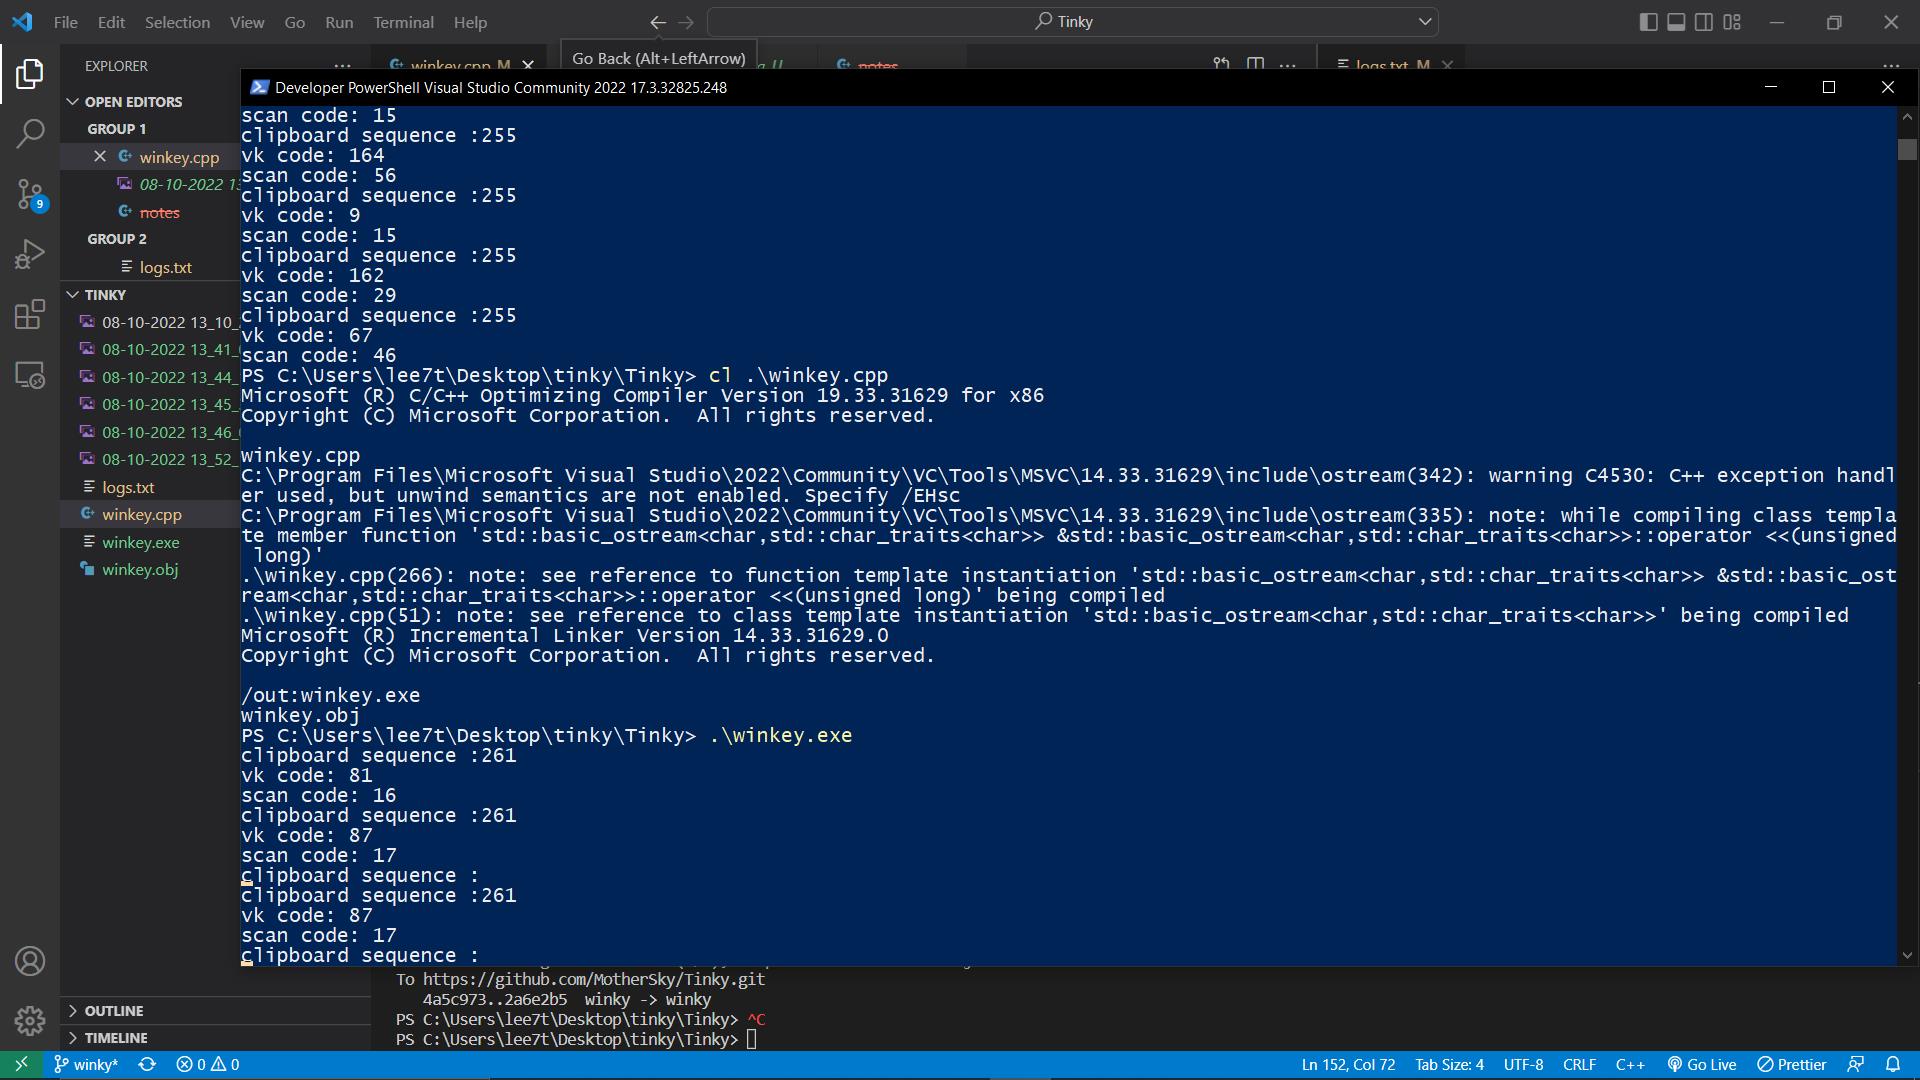 File Edit Selection View Go Run Terminal Help
Tinky
EXPLORER
winkey.cpp M
Go Back (Alt+LeftArrow)
notes
logs.txt M
OPEN EDITORS
GROUP 1
winkey.cpp
08-10-2022 13
notes
GROUP 2
logs.txt
TINKY
08-10-2022 13_10_
08-10-2022 13_41_
08-10-2022 13_44_
08-10-2022 13_45_
08-10-2022 13_46_
08-10-2022 13_52_
logs.txt
winkey.cpp
winkey.exe
winkey.obj
OUTLINE
TIMELINE
9
Developer PowerShell Visual Studio Community 2022 17.3.32825.248
scan code: 15
clipboard sequence :255
vk code: 164
scan code: 56
clipboard sequence :255
vk code: 9
scan code: 15
clipboard sequence :255
vk code: 162
scan code: 29
clipboard sequence :255
vk code: 67
scan code: 46
PS C:\Users\lee7t\Desktop\tinky\Tinky> cl .\winkey.cpp
Microsoft (R) C/C++ Optimizing Compiler Version 19.33.31629 for x86
Copyright (C) Microsoft Corporation.  All rights reserved.
winkey.cpp
C:\Program Files\Microsoft Visual Studio\2022\Community\VC\Tools\MSVC\14.33.31629\include\ostream(342): warning C4530: C++ exception handl
er used, but unwind semantics are not enabled. Specify /EHsc
C:\Program Files\Microsoft Visual Studio\2022\Community\VC\Tools\MSVC\14.33.31629\include\ostream(335): note: while compiling class templa
te member function 'std::basic_ostream<char,std::char_traits<char>> &std::basic_ostream<char,std::char_traits<char>>::operator <<(unsigned
 long)'
.\winkey.cpp(266): note: see reference to function template instantiation 'std::basic_ostream<char,std::char_traits<char>> &std::basic_ost
ream<char,std::char_traits<char>>::operator <<(unsigned long)' being compiled
.\winkey.cpp(51): note: see reference to class template instantiation 'std::basic_ostream<char,std::char_traits<char>>' being compiled
Microsoft (R) Incremental Linker Version 14.33.31629.0
Copyright (C) Microsoft Corporation.  All rights reserved.
/out:winkey.exe
winkey.obj
PS C:\Users\lee7t\Desktop\tinky\Tinky> .\winkey.exe
clipboard sequence :261
vk code: 81
scan code: 16
clipboard sequence :261
vk code: 87
scan code: 17
clipboard sequence :
clipboard sequence :261
vk code: 87
scan code: 17
clipboard sequence :
To https://github.com/MotherSky/Tinky.git
4a5c973..2a6e2b5  winky -> winky
PS C:\Users\lee7t\Desktop\tinky\Tinky> ^C
PS C:\Users\lee7t\Desktop\tinky\Tinky>
winky* 0 0 Ln 152, Col 72 Tab Size: 4 UTF-8 CRLF C++ Go Live Prettier